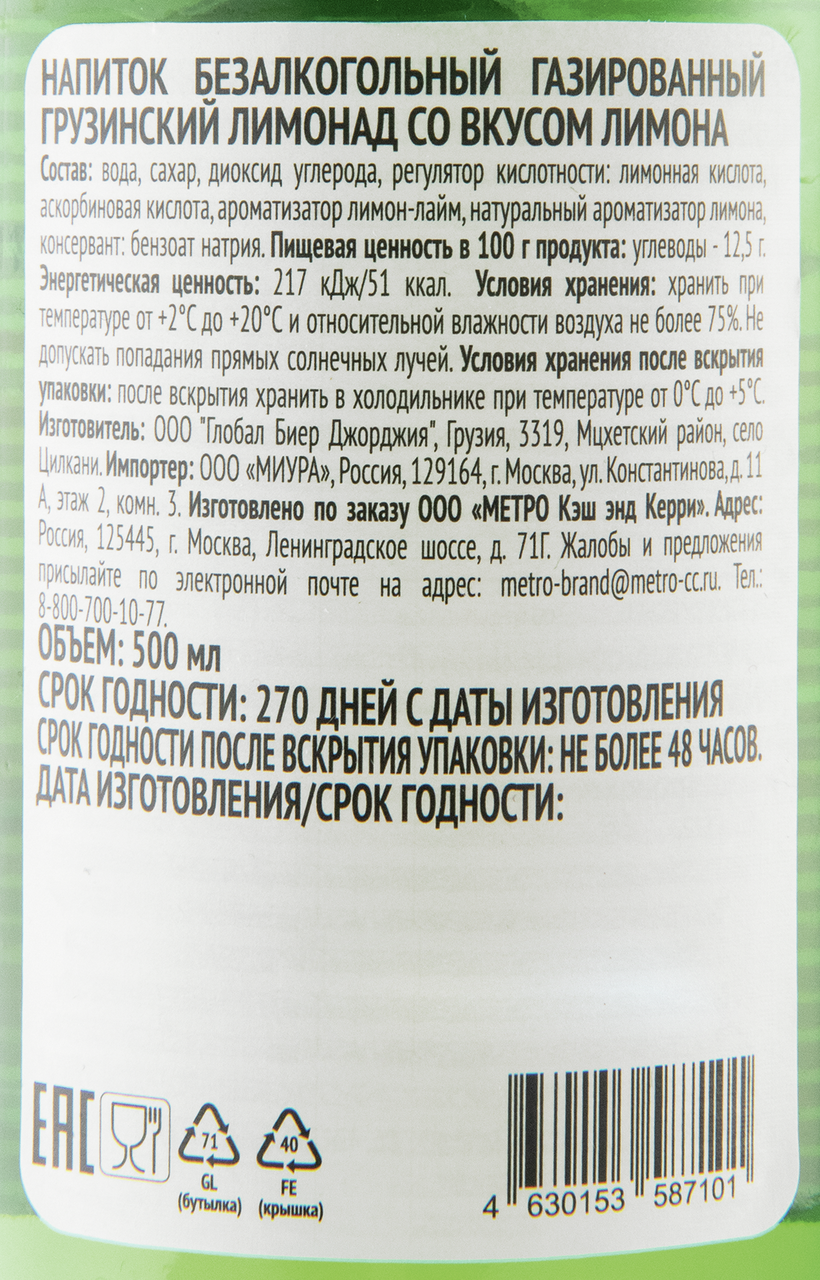 НАПИТОК БЕЗАЛКОГОЛЬНЫЙ ГАЗИРОВАННЫЙ
ГРУЗИНСКИЙ ЛИМОНАД СО ВКУСОМ ЛИМОНА
Состав: вода, сахар, диоксид углерода, регулятор кислотности: лимонная кислота,
аскорбиновая кислота, ароматизатор лимон-лайм, натуральный ароматизатор лимона,
консервант: бензоат натрия. Пищевая ценность в 100 г продукта: углеводы - 12,5 г.
Энергетическая ценность: 217 кДж/51 ккал. Условия хранения: хранить при
температуре от +2°С до +20°С и относительной влажности воздуха не более 75%. Не
допускать попадания прямых солнечных лучей. Условия хранения после вскрытия
упаковки: после вскрытия хранить в холодильнике при температуре от 0°С до +5°С.
Изготовитель: ООО "Глобал Биер Джорджия", Грузия, 3319, Мцхетский район, село
Цилкани. Импортер: ООО «МИУРА», Россия, 129164, г. Москва, ул. Константинова, д. 11
А, этаж 2, комн. 3. Изготовлено по заказу ООО «МЕТРО Кэш энд Керри». Адрес:
Россия, 125445, г. Москва, Ленинградское шоссе, д. 71Г. Жалобы и предложения
присылайте по электронной почте на адрес: metro-brand@metro-cc.ru. Тел.:
8-800-700-10-77.
ОБЪЕМ: 500 мл
СРОК ГОДНОСТИ: 270 ДНЕЙ С ДАТЫ ИЗГОТОВЛЕНИЯ
СРОК ГОДНОСТИ ПОСЛЕ ВСКРЫТИЯ УПАКОВКИ: НЕ БОЛЕЕ 48 ЧАСОВ.
ДАТА ИЗГОТОВЛЕНИЯ/СРОК ГОДНОСТИ:
ЕАС
71
GL
(бутылка)
40
FE
(крышка)
4 630153 587101